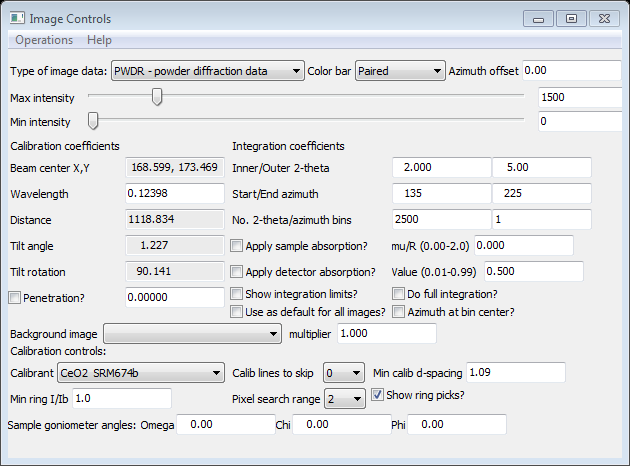 Image Controls
Operations Help
Type of image data: PWDR - powder diffraction data Color bar Paired Azimuth offset 0.00
Max intensity 1500
Min intensity 0
Calibration coefficients Integration coefficients
Beam center X,Y 168.599, 173.469 Inner/Outer 2-theta 2.000 5.00
Wavelength 0.12398 Start/End azimuth 135 225
Distance 1118.834 No. 2-theta/azimuth bins 2500 1
Tilt angle 1.227 Apply sample absorption? mu/R (0.00-2.0) 0.000
Tilt rotation 90.141 Apply detector absorption? Value (0.01-0.99) 0.500
Penetration? 0.00000 Show integration limits? Do full integration?
Use as default for all images? Azimuth at bin center?
Background image multiplier 1.000
Calibration controls:
Calibrant CeO2 SRM674b Calib lines to skip 0 Min calib d-spacing 1.09
Min ring I/Ib 1.0 Pixel search range 2 Show ring picks?
Sample goniometer angles: Omega 0.00 Chi 0.00 Phi 0.00